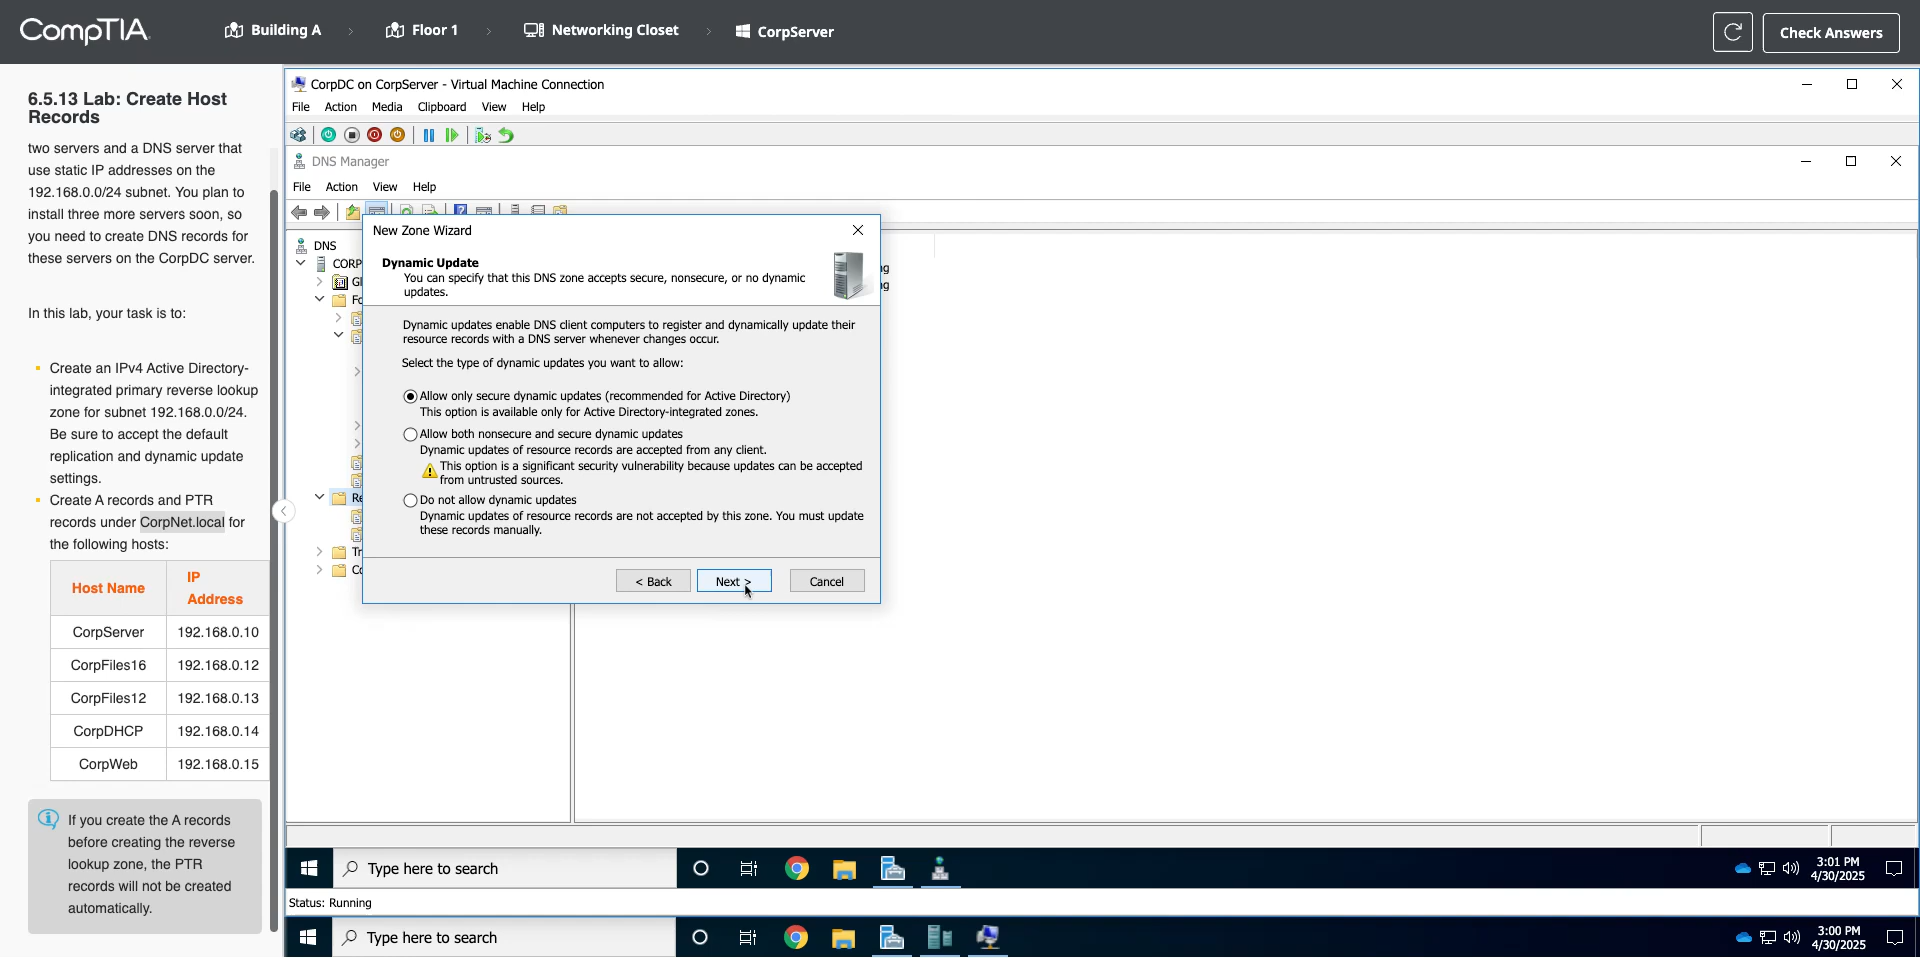 CompTIA.
Building A
Floor 1
Networking Closet
CorpServer
Check Answers
6.5.13 Lab: Create Host
Records
two servers and a DNS server that
use static IP addresses on the
192.168.0.0/24 subnet. You plan to
install three more servers soon, so
you need to create DNS records for
these servers on the CorpDC server.
In this lab, your task is to:
Create an IPv4 Active Directory-
integrated primary reverse lookup
zone for subnet 192.168.0.0/24.
Be sure to accept the default
replication and dynamic update
settings.
Create A records and PTR
records under CorpNet.local for
the following hosts:
Host Name IP Address
CorpServer 192.168.0.10
CorpFiles16 192.168.0.12
CorpFiles12 192.168.0.13
CorpDHCP 192.168.0.14
CorpWeb 192.168.0.15
If you create the A records
before creating the reverse
lookup zone, the PTR
records will not be created
automatically.
CorpDC on CorpServer - Virtual Machine Connection
File Action Media Clipboard View Help
DNS Manager
File Action View Help
DNS
CORP
Gl
Fo
Re
Tr
Co
ng
ng
New Zone Wizard
Dynamic Update
You can specify that this DNS zone accepts secure, nonsecure, or no dynamic
updates.
Dynamic updates enable DNS client computers to register and dynamically update their
resource records with a DNS server whenever changes occur.
Select the type of dynamic updates you want to allow:
Allow only secure dynamic updates (recommended for Active Directory)
This option is available only for Active Directory-integrated zones.
Allow both nonsecure and secure dynamic updates
Dynamic updates of resource records are accepted from any client.
This option is a significant security vulnerability because updates can be accepted
from untrusted sources.
Do not allow dynamic updates
Dynamic updates of resource records are not accepted by this zone. You must update
these records manually.
< Back
Next >
Cancel
Type here to search
3:01 PM
4/30/2025
Status: Running
Type here to search
3:00 PM
4/30/2025